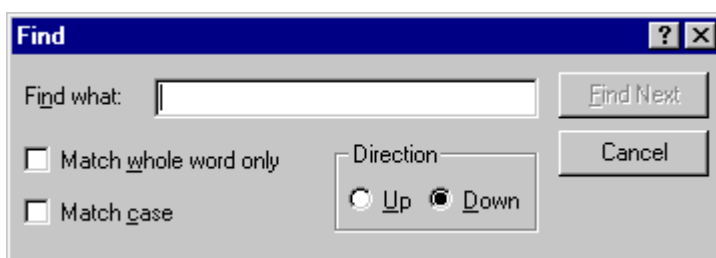 Find
Find what:
Find Next
Match whole word only
Direction
Cancel
Match case
Up
Down